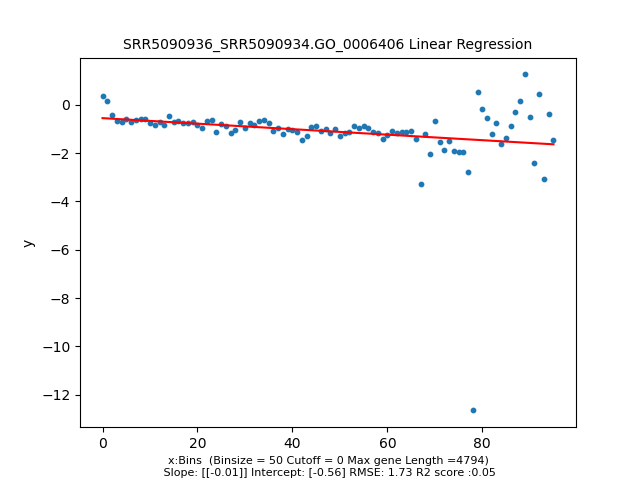 SRR5090936_SRR5090934.GO_0006406 Linear Regression
0
−2
−4
−6
−8
−10
−12
y
0 20 40 60 80
x:Bins  (Binsize = 50 Cutoff = 0 Max gene Length =4794)
Slope: [[-0.01]] Intercept: [-0.56] RMSE: 1.73 R2 score :0.05